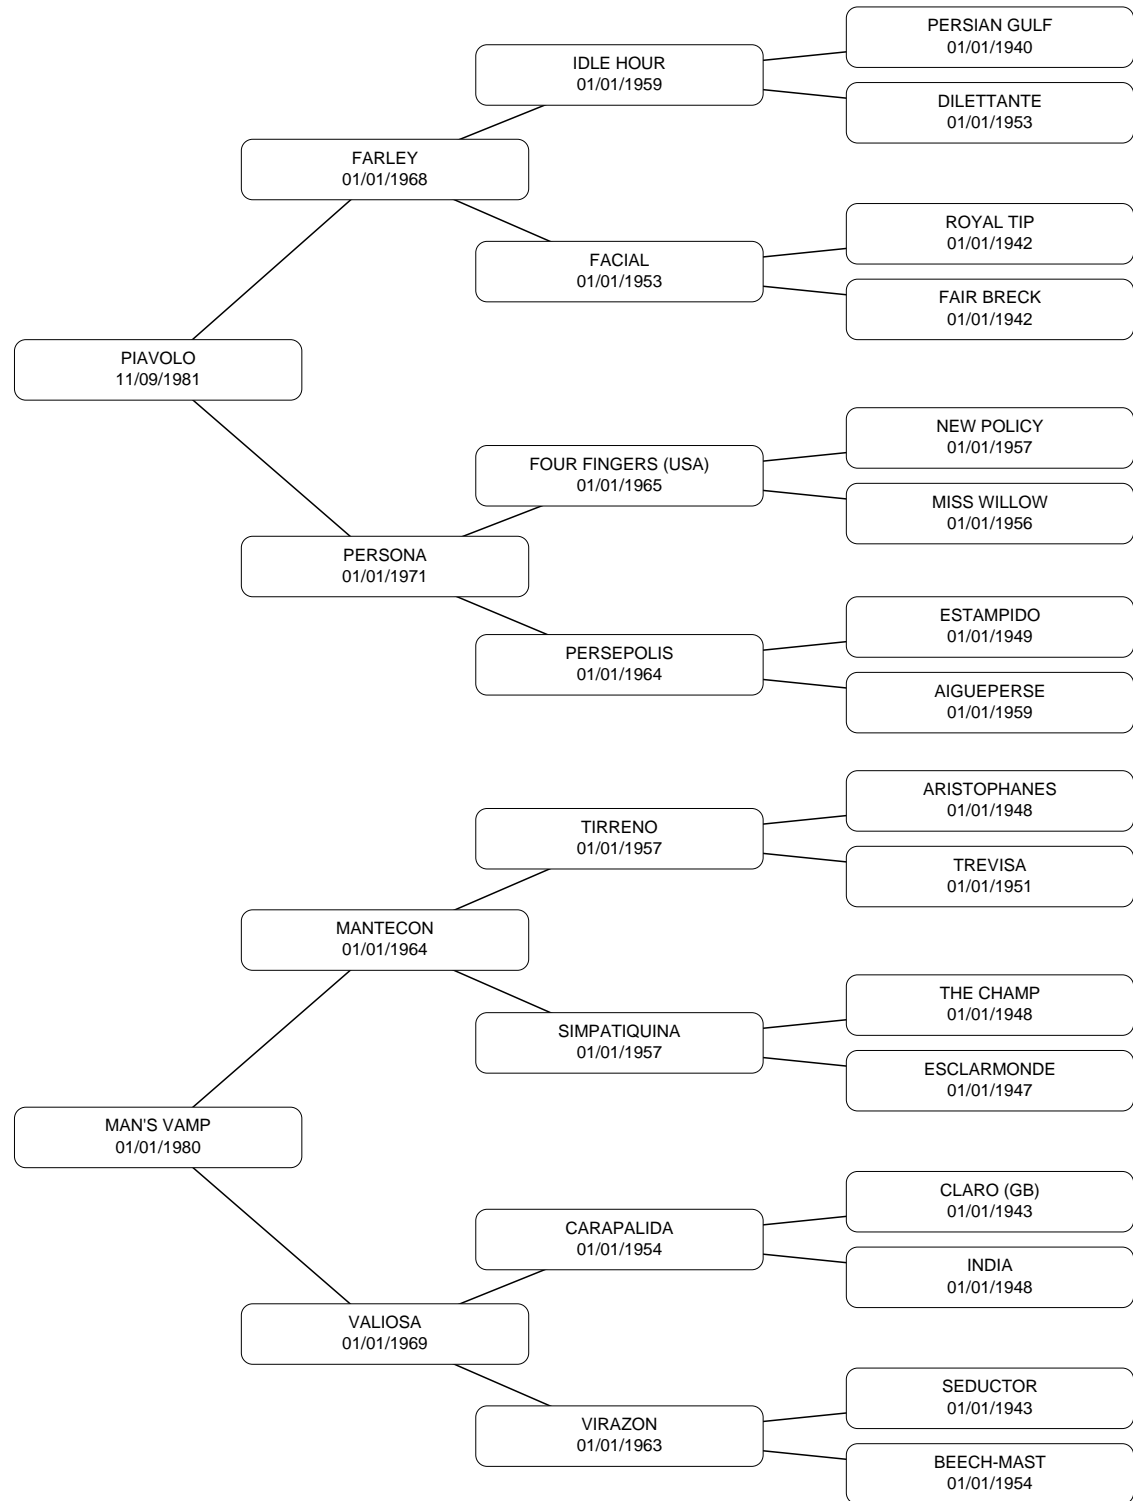 PERSIAN GULF
01/01/1940
IDLE HOUR
01/01/1959
DILETTANTE
01/01/1953
FARLEY
01/01/1968
ROYAL TIP
01/01/1942
FACIAL
01/01/1953
FAIR BRECK
01/01/1942
PIAVOLO
11/09/1981
NEW POLICY
01/01/1957
FOUR FINGERS (USA)
01/01/1965
MISS WILLOW
01/01/1956
PERSONA
01/01/1971
ESTAMPIDO
01/01/1949
PERSEPOLIS
01/01/1964
AIGUEPERSE
01/01/1959
ARISTOPHANES
01/01/1948
TIRRENO
01/01/1957
TREVISA
01/01/1951
MANTECON
01/01/1964
THE CHAMP
01/01/1948
SIMPATIQUINA
01/01/1957
ESCLARMONDE
01/01/1947
MAN'S VAMP
01/01/1980
CLARO (GB)
01/01/1943
CARAPALIDA
01/01/1954
INDIA
01/01/1948
VALIOSA
01/01/1969
SEDUCTOR
01/01/1943
VIRAZON
01/01/1963
BEECH-MAST
01/01/1954